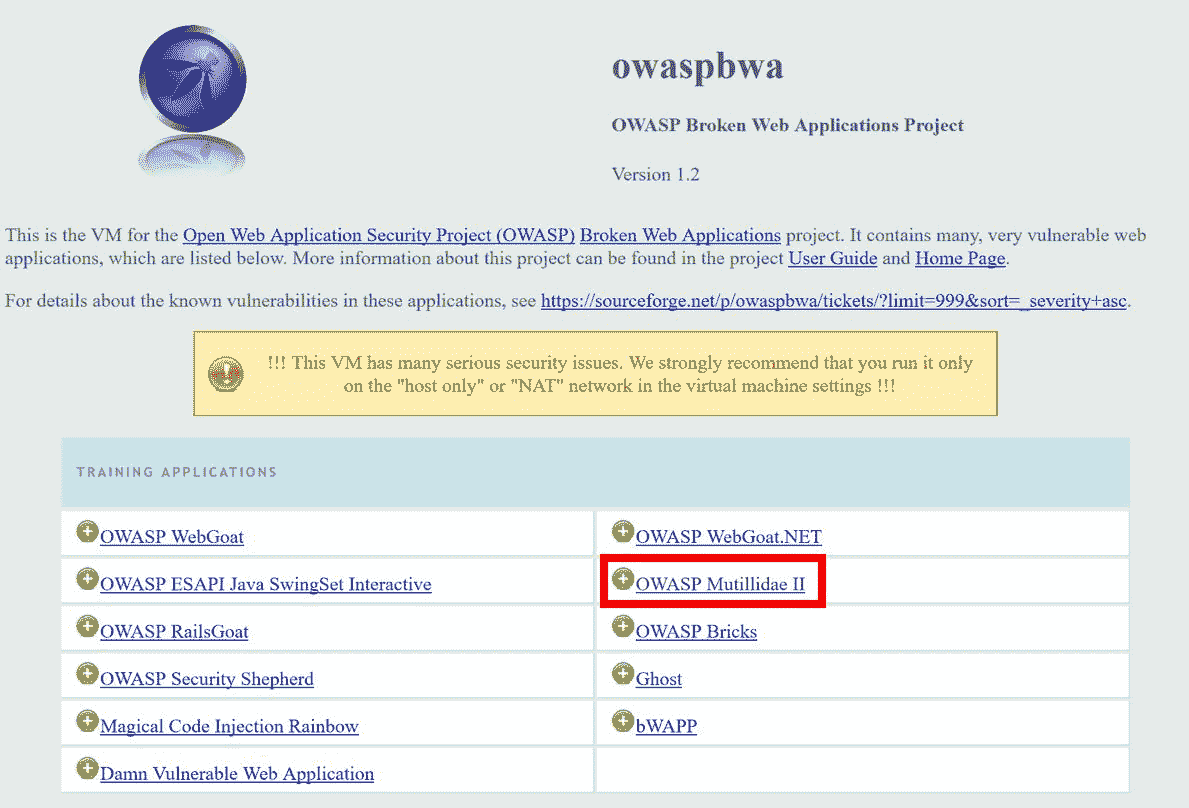 owaspbwa
OWASP Broken Web Applications Project
Version 1.2
This is the VM for the Open Web Application Security Project (OWASP) Broken Web Applications project. It contains many, very vulnerable web
applications, which are listed below. More information about this project can be found in the project User Guide and Home Page.
For details about the known vulnerabilities in these applications, see https://sourceforge.net/p/owaspbwa/tickets/?limit=999&sort=_severity+asc.
!!! This VM has many serious security issues. We strongly recommend that you run it only
on the "host only" or "NAT" network in the virtual machine settings !!!
TRAINING APPLICATIONS
OWASP WebGoat
OWASP WebGoat.NET
OWASP ESAPI Java SwingSet Interactive
OWASP Mutillidae II
OWASP RailsGoat
OWASP Bricks
OWASP Security Shepherd
Ghost
Magical Code Injection Rainbow
bWAPP
Damn Vulnerable Web Application